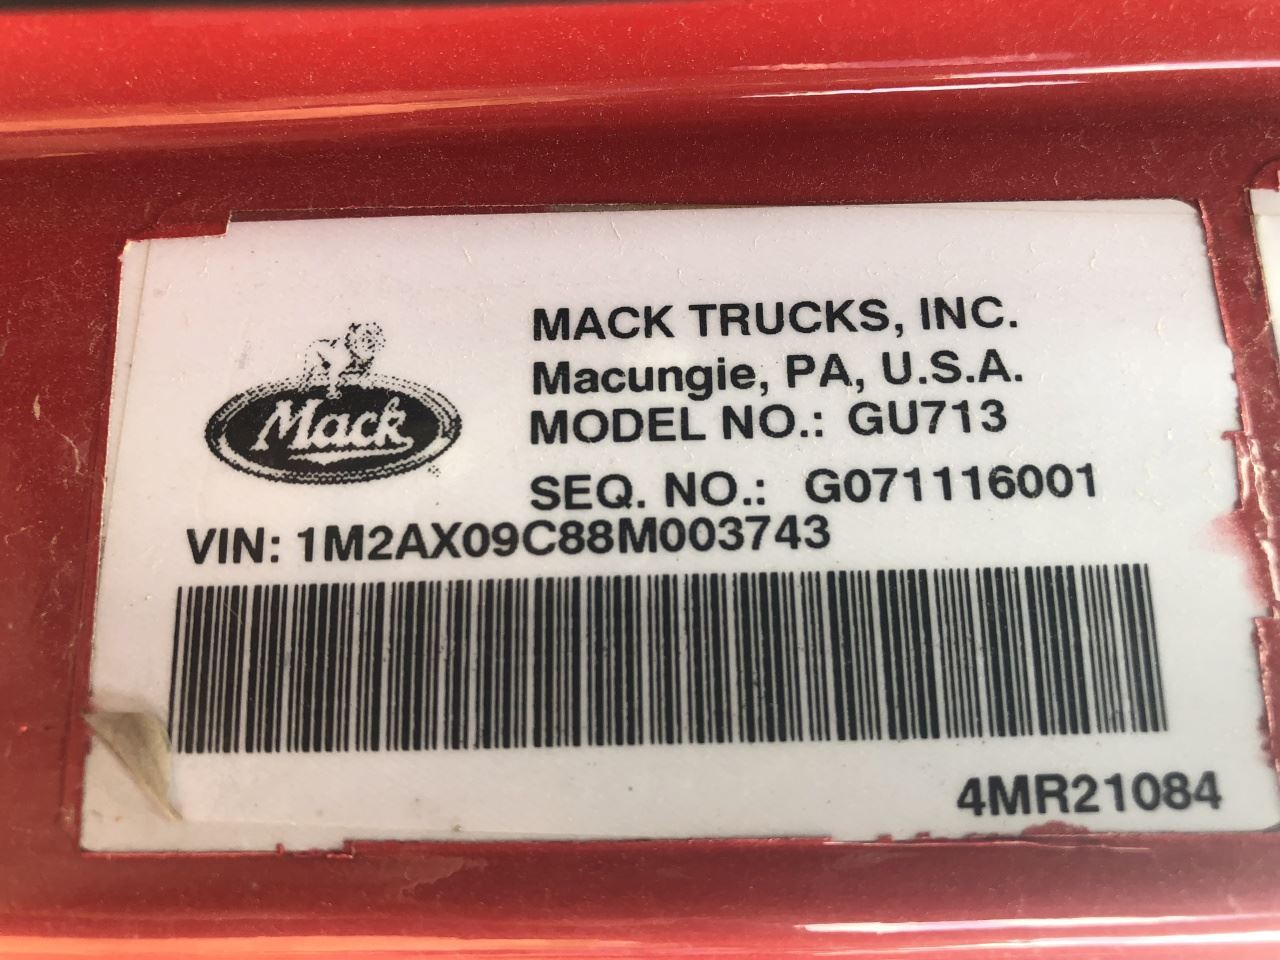 MACK TRUCKS, INC.
Macungie, PA, U.S.A.
MODEL NO.: GU713
Mack
SEQ. NO.: G071116001
VIN: 1M2AX09C88M003743
4MR21084